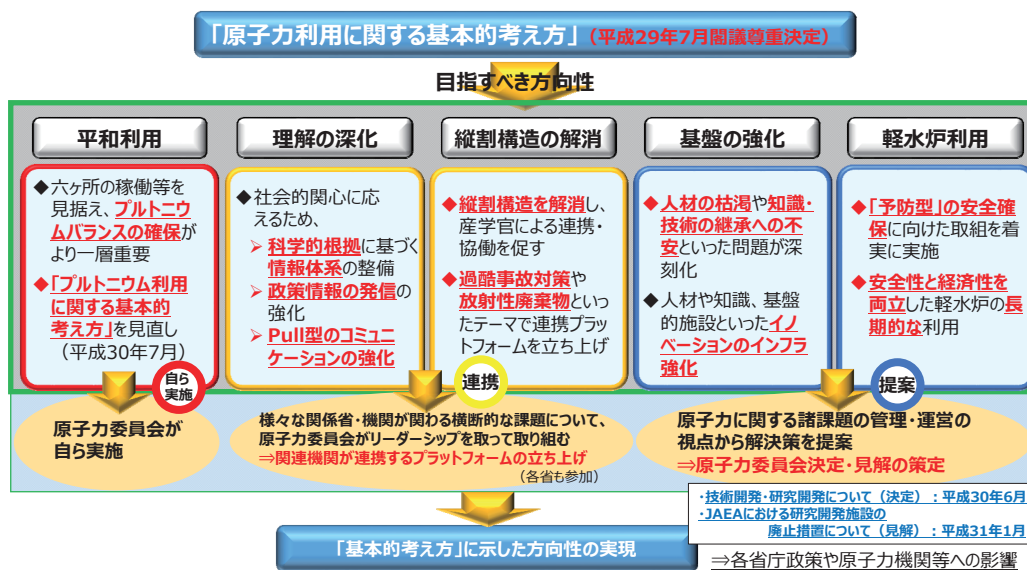 「原子力利用に関する基本的考え方」（平成29年7月閣議尊重決定）
目指すべき方向性
平和利用
◆六ヶ所の稼働等を
見据え、プルトニウ
ムバランスの確保が
より一層重要
◆「プルトニウム利用
に関する基本的
考え方」を見直し
（平成30年7月）
自ら
実施
原子力委員会が
自ら実施
理解の深化
◆社会的関心に応
えるため、
➢ 科学的根拠に基づく
情報体系の整備
➢ 政策情報の発信の
強化
➢ Pull型のコミュニ
ケーションの強化
縦割構造の解消
◆縦割構造を解消し、
産学官による連携・
協働を促す
◆過酷事故対策や
放射性廃棄物といっ
たテーマで連携プラッ
トフォームを立ち上げ
連携
様々な関係省・機関が関わる横断的な課題について、
原子力委員会がリーダーシップを取って取り組む
⇒関連機関が連携するプラットフォームの立ち上げ
（各省も参加）
基盤の強化
◆人材の枯渇や知識・
技術の継承への不
安といった問題が深
刻化
◆人材や知識、基盤
的施設といったイノ
ベーションのインフラ
強化
軽水炉利用
◆「予防型」の安全確
保に向けた取組を着
実に実施
◆安全性と経済性を
両立した軽水炉の長
期的な利用
提案
原子力に関する諸課題の管理・運営の
視点から解決策を提案
⇒原子力委員会決定・見解の策定
・技術開発・研究開発について（決定）：平成30年6月
・JAEAにおける研究開発施設の
廃止措置について（見解）：平成31年1月
⇒各省庁政策や原子力機関等への影響
「基本的考え方」に示した方向性の実現